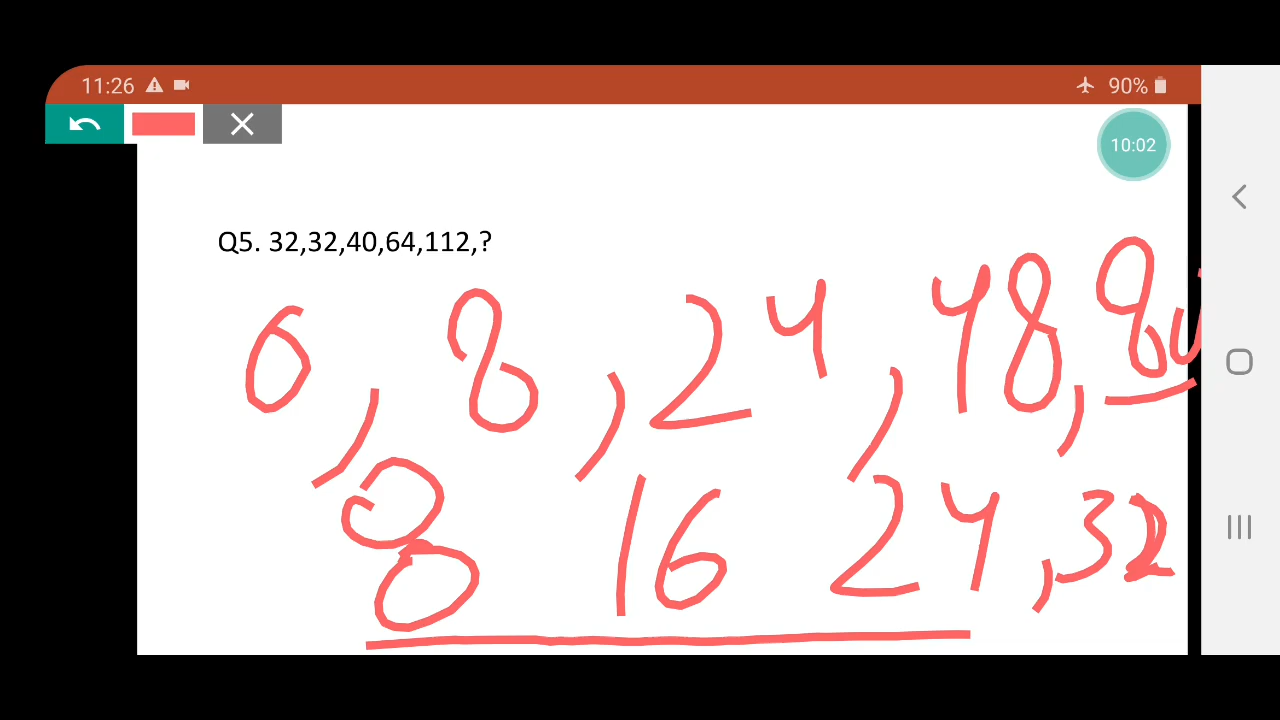 11:26 90%
10:02
Q5. 32,32,40,64,112,?
0, 8, 24, 48, 80
8 16 24, 32